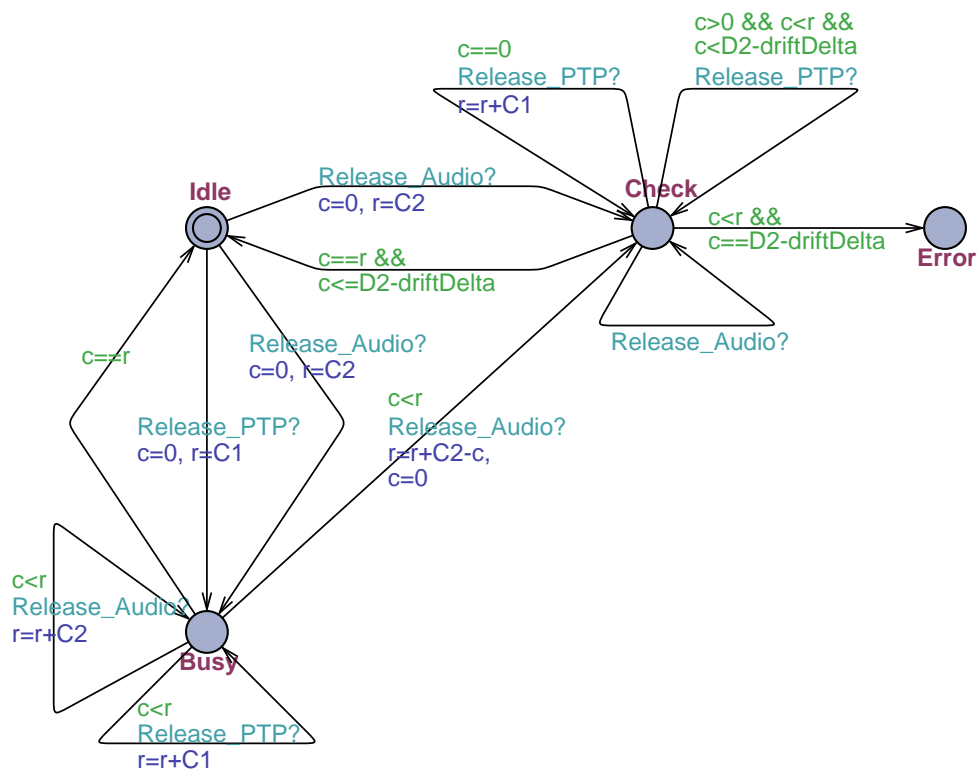 c>0 && c<r &&
c<D2-driftDelta
Release_PTP?
c==0
Release_PTP?
r=r+C1
Idle
Release_Audio?
c=0, r=C2
Check
c<r &&
c==D2-driftDelta
Error
c==r &&
c<=D2-driftDelta
Release_Audio?
c==r
Release_Audio?
c=0, r=C2
Release_PTP?
c=0, r=C1
c<r
Release_Audio?
r=r+C2-c,
c=0
c<r
Release_Audio?
r=r+C2
Busy
c<r
Release_PTP?
r=r+C1